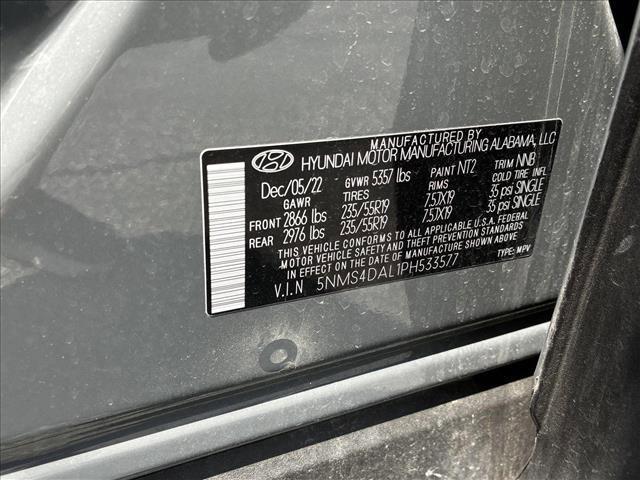 MANUFACTURED BY
HYUNDAI MOTOR MANUFACTURING ALABAMA, LLC
Dec/05/22 GVWR 5357 lbs PAINT NT2 TRIM NNB
GAWR TIRES RIMS COLD TIRE INFL.
FRONT 2866 lbs 235/55R19 7.5JX19 35 psi SINGLE
REAR 2976 lbs 235/55R19 7.5JX19 35 psi SINGLE
THIS VEHICLE CONFORMS TO ALL APPLICABLE U.S.A. FEDERAL
MOTOR VEHICLE SAFETY AND THEFT PREVENTION STANDARDS
IN EFFECT ON THE DATE OF MANUFACTURE SHOWN ABOVE.
V.I.N 5NMS4DAL1PH533577 TYPE: MPV